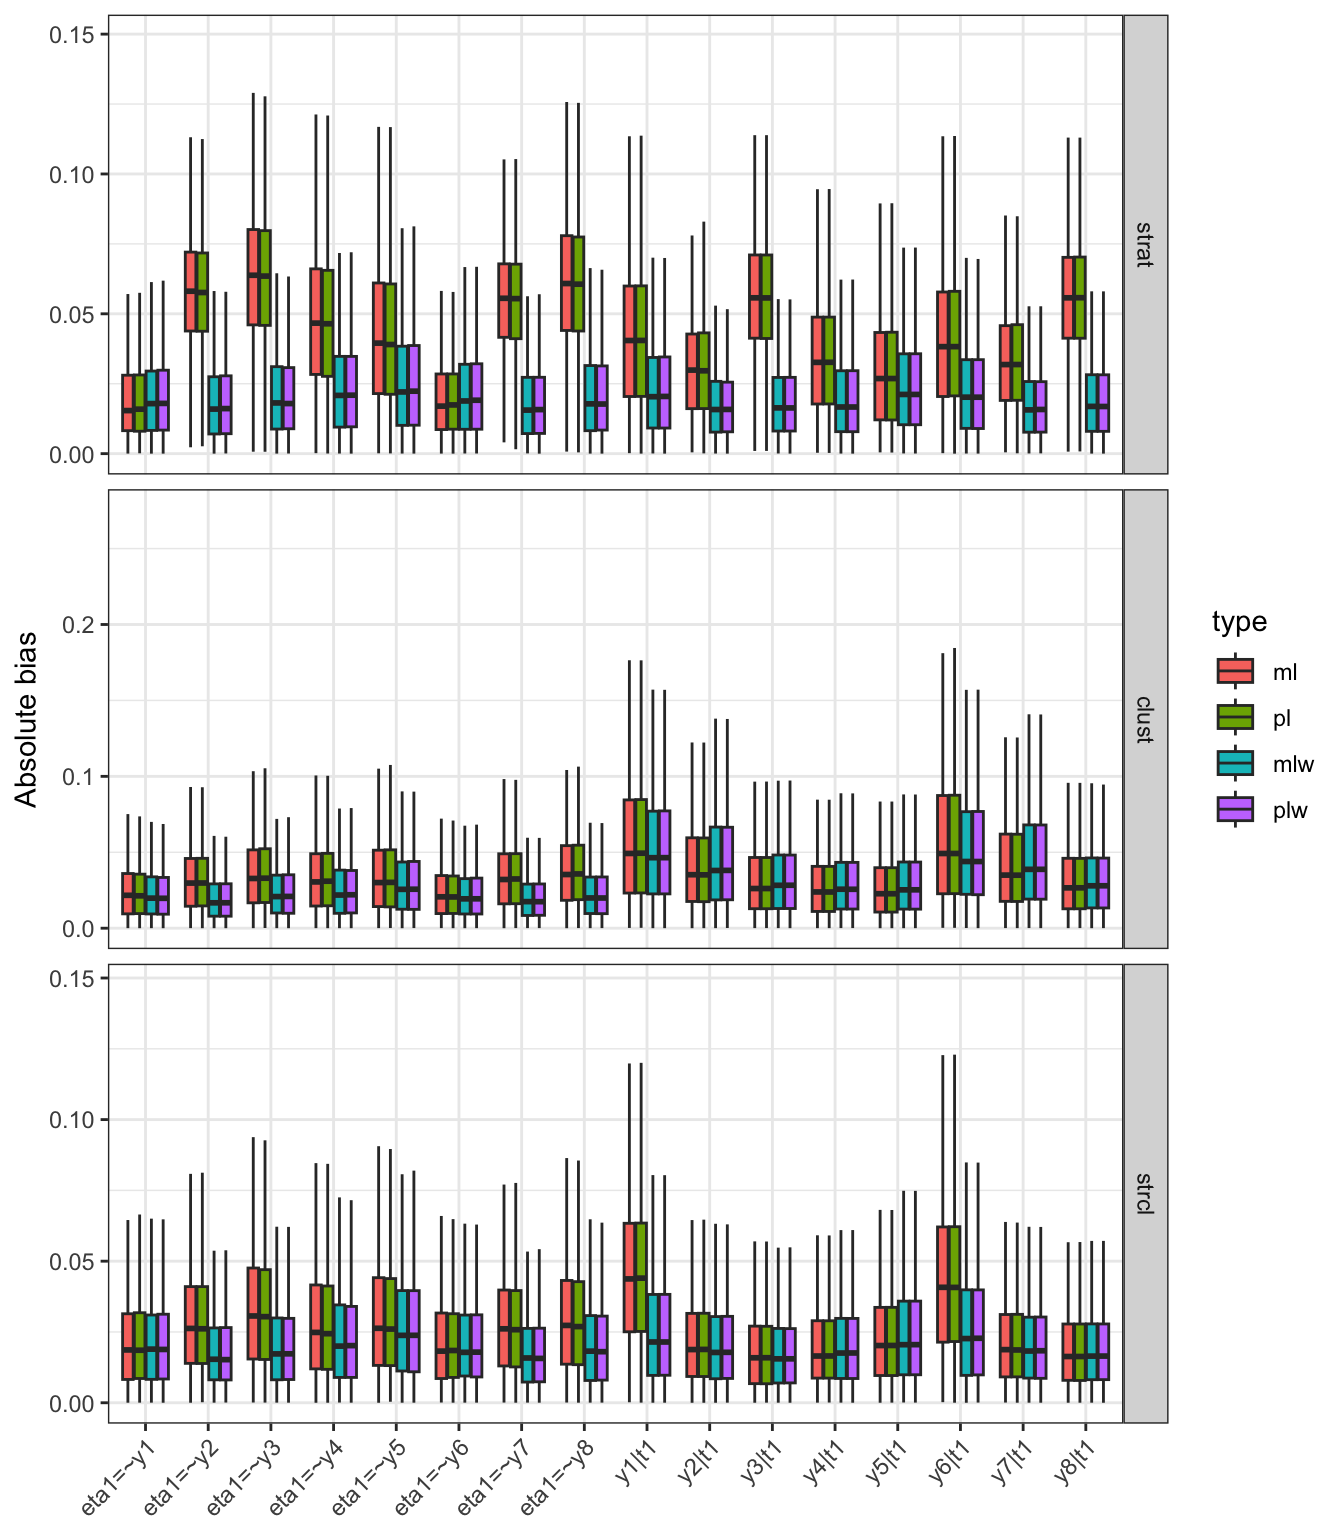 Absolute bias
0.15
0.10
0.05
0.00
strat
0.2
0.1
0.0
clust
0.15
0.10
0.05
0.00
strcl
eta1=~y1
eta1=~y2
eta1=~y3
eta1=~y4
eta1=~y5
eta1=~y6
eta1=~y7
eta1=~y8
y1|t1
y2|t1
y3|t1
y4|t1
y5|t1
y6|t1
y7|t1
y8|t1
type
ml
pl
mlw
plw